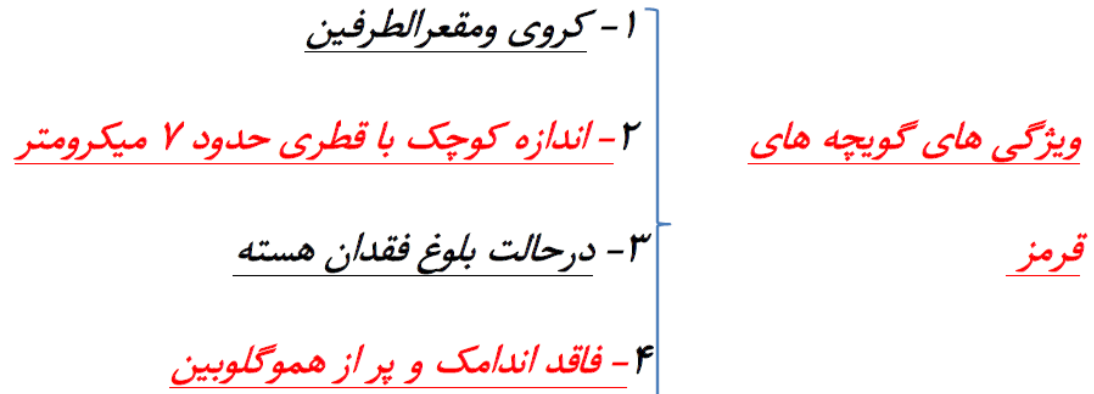 ویژگی های گویچه های
قرمز
۱- کروی ومقعرالطرفین
۲- اندازه کوچک با قطری حدود ۷ میکرومتر
۳- درحالت بلوغ فقدان هسته
۴- فاقد اندامک و پر از هموگلوبین